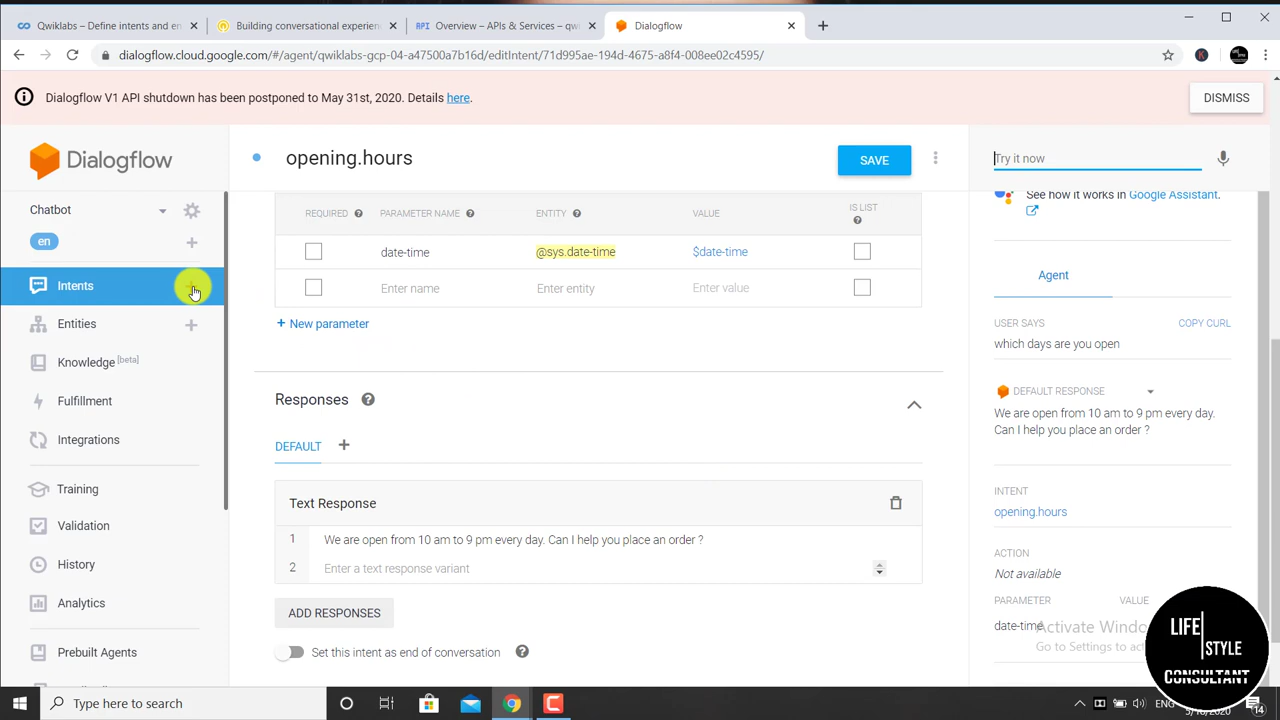 Qwiklabs – Define intents and en
Building conversational experien
RPI Overview – APIs & Services – qw
Dialogflow
dialogflow.cloud.google.com/#/agent/qwiklabs-gcp-04-a47500a7b16d/editIntent/71d995ae-194d-4675-a8f4-008ee02c4595/
Dialogflow V1 API shutdown has been postponed to May 31st, 2020. Details here.
DISMISS
Dialogflow
opening.hours
SAVE
Try it now
Chatbot
en
Intents
Entities
Knowledge [beta]
Fulfillment
Integrations
Training
Validation
History
Analytics
Prebuilt Agents
REQUIRED
PARAMETER NAME
ENTITY
VALUE
IS LIST
date-time
@sys.date-time
$date-time
Enter name
Enter entity
Enter value
+ New parameter
Responses
DEFAULT
Text Response
1 We are open from 10 am to 9 pm every day. Can I help you place an order ?
2 Enter a text response variant
ADD RESPONSES
Set this intent as end of conversation
See how it works in Google Assistant.
Agent
USER SAYS
COPY CURL
which days are you open
DEFAULT RESPONSE
We are open from 10 am to 9 pm every day.
Can I help you place an order ?
INTENT
opening.hours
ACTION
Not available
PARAMETER
VALUE
date-time
Activate Windo
Go to Settings to act
LIFE
STYLE
CONSULTANT
Type here to search
ENG
14